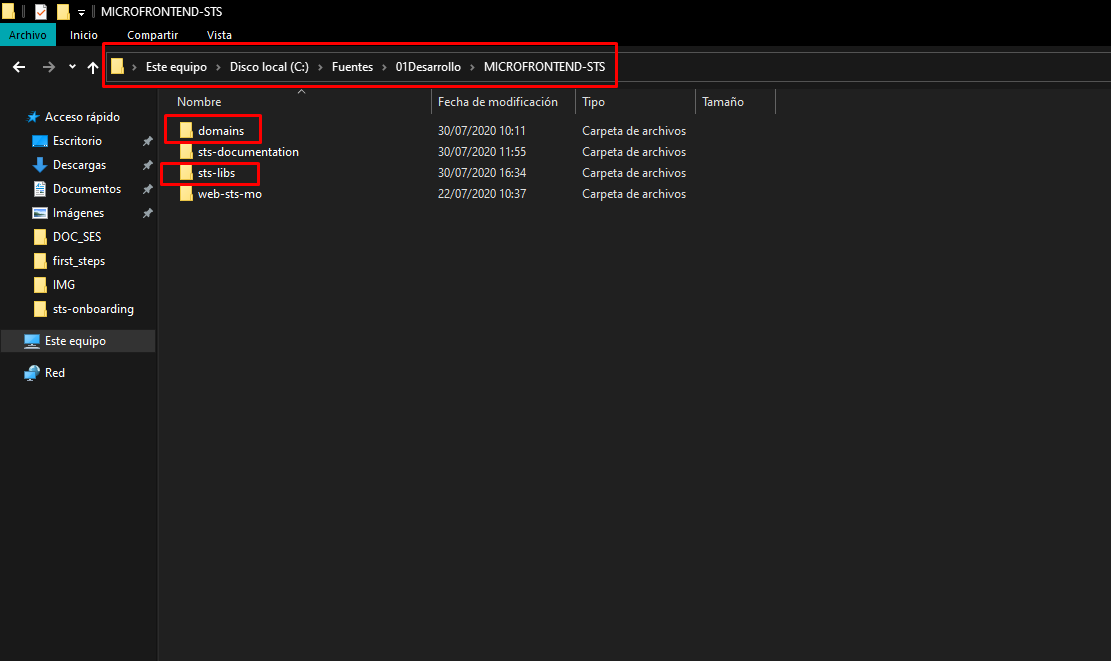 MICROFRONTEND-STS
Archivo Inicio Compartir Vista
Este equipo > Disco local (C:) > Fuentes > 01Desarrollo > MICROFRONTEND-STS
Nombre Fecha de modificación Tipo Tamaño
domains 30/07/2020 10:11 Carpeta de archivos
sts-documentation 30/07/2020 11:55 Carpeta de archivos
sts-libs 30/07/2020 16:34 Carpeta de archivos
web-sts-mo 22/07/2020 10:37 Carpeta de archivos
Acceso rápido
Escritorio
Descargas
Documentos
Imágenes
DOC_SES
first_steps
IMG
sts-onboarding
Este equipo
Red